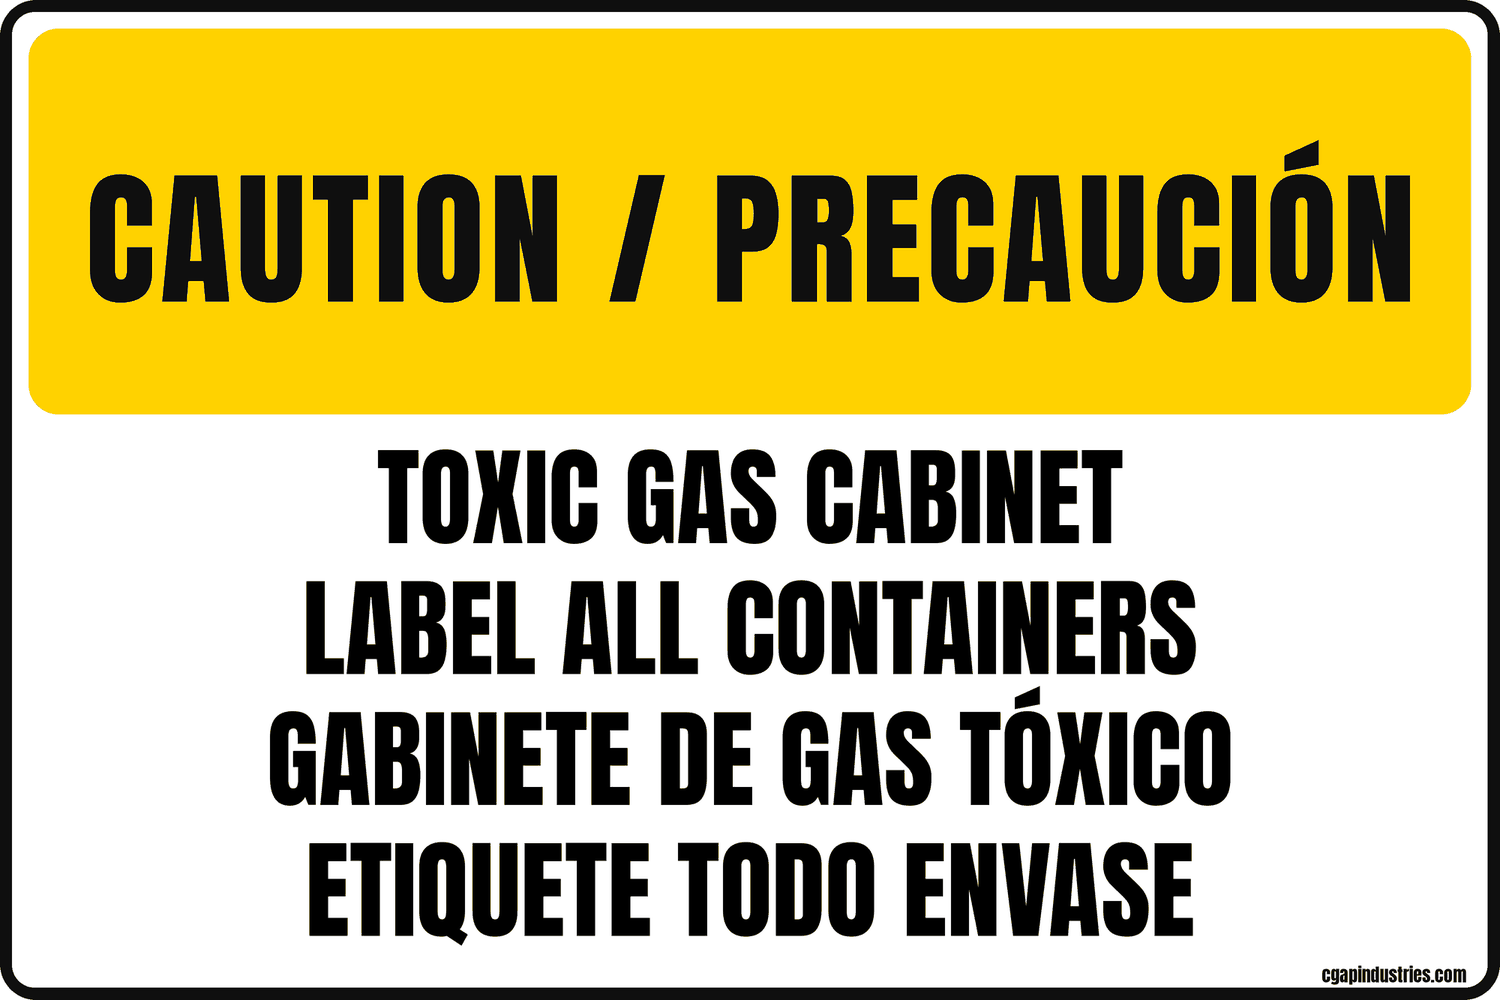 CAUTION / PRECAUCIÓN
TOXIC GAS CABINET
LABEL ALL CONTAINERS
GABINETE DE GAS TÓXICO
ETIQUETE TODO ENVASE
cgapindustries.com